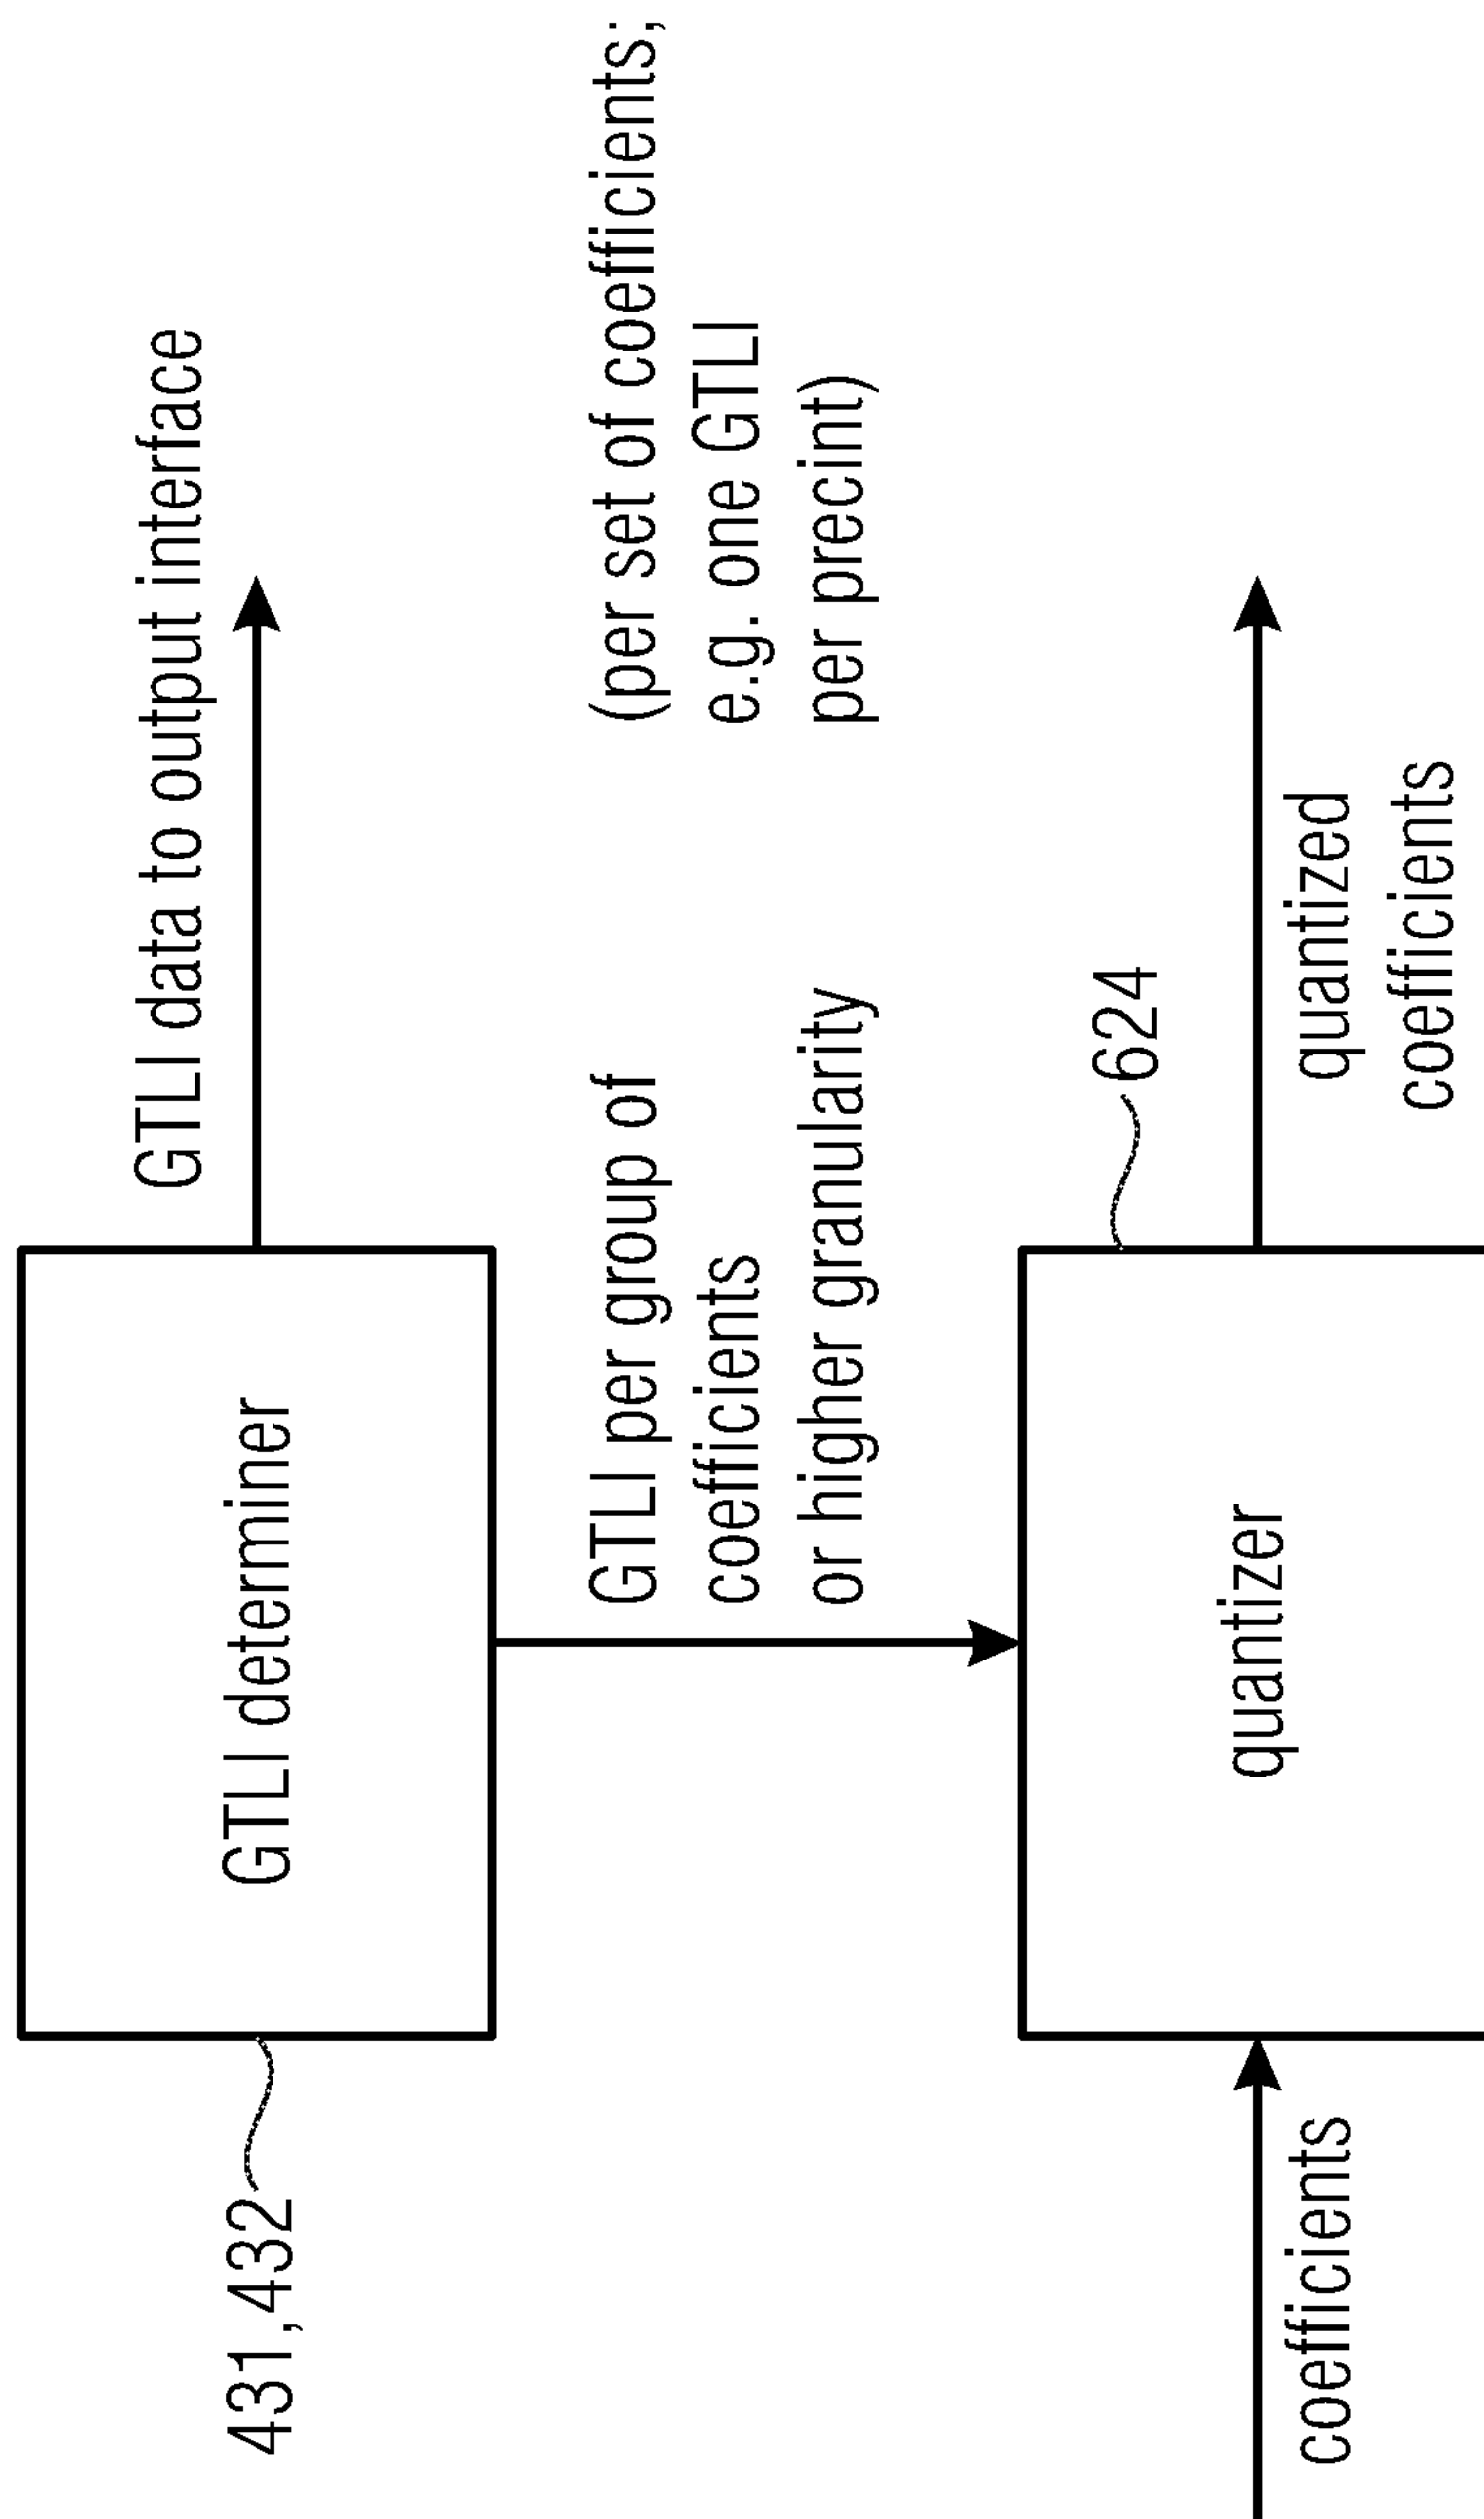 GTLI data to output interface
431,432
GTLI determiner
GTLI per group of
coefficients
or higher granularity
(per set of coefficients;
e.g. one GTLI
per precint)
624
quantizer
coefficients
quantized
coefficients